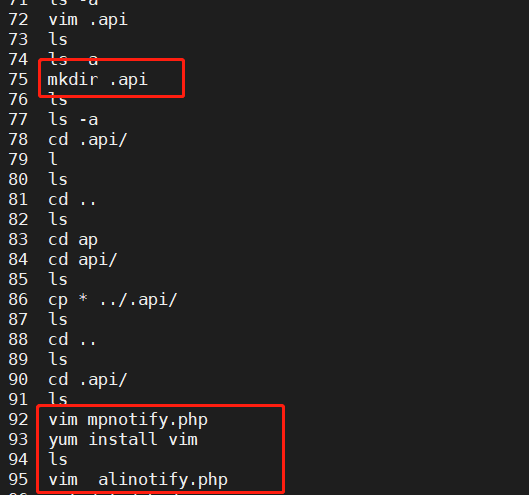 71 ls -a
72 vim .api
73 ls
74 ls -a
75 mkdir .api
76 ls
77 ls -a
78 cd .api/
79 l
80 ls
81 cd ..
82 ls
83 cd ap
84 cd api/
85 ls
86 cp * ../.api/
87 ls
88 cd ..
89 ls
90 cd .api/
91 ls
92 vim mpnotify.php
93 yum install vim
94 ls
95 vim  alinotify.php